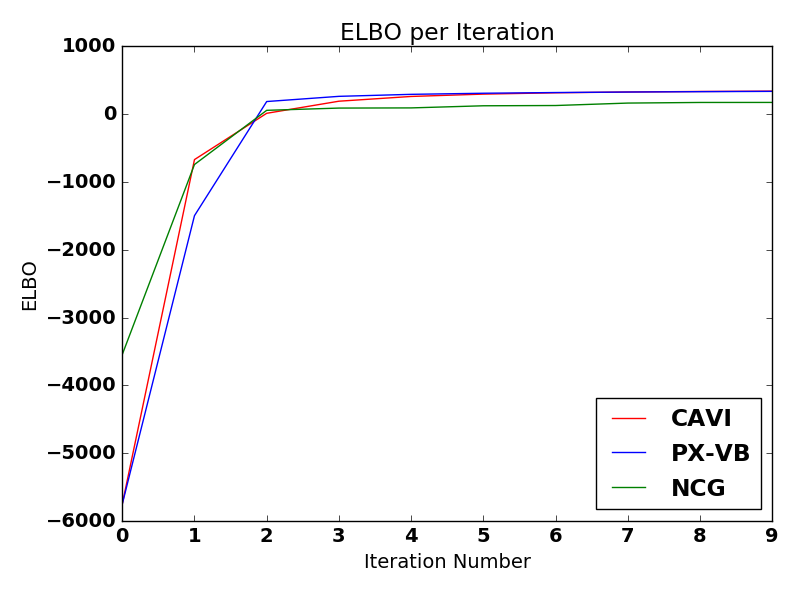 ELBO per Iteration
1000
0
−1000
−2000
−3000
−4000
−5000
−6000
ELBO
0 1 2 3 4 5 6 7 8 9
Iteration Number
CAVI
PX-VB
NCG